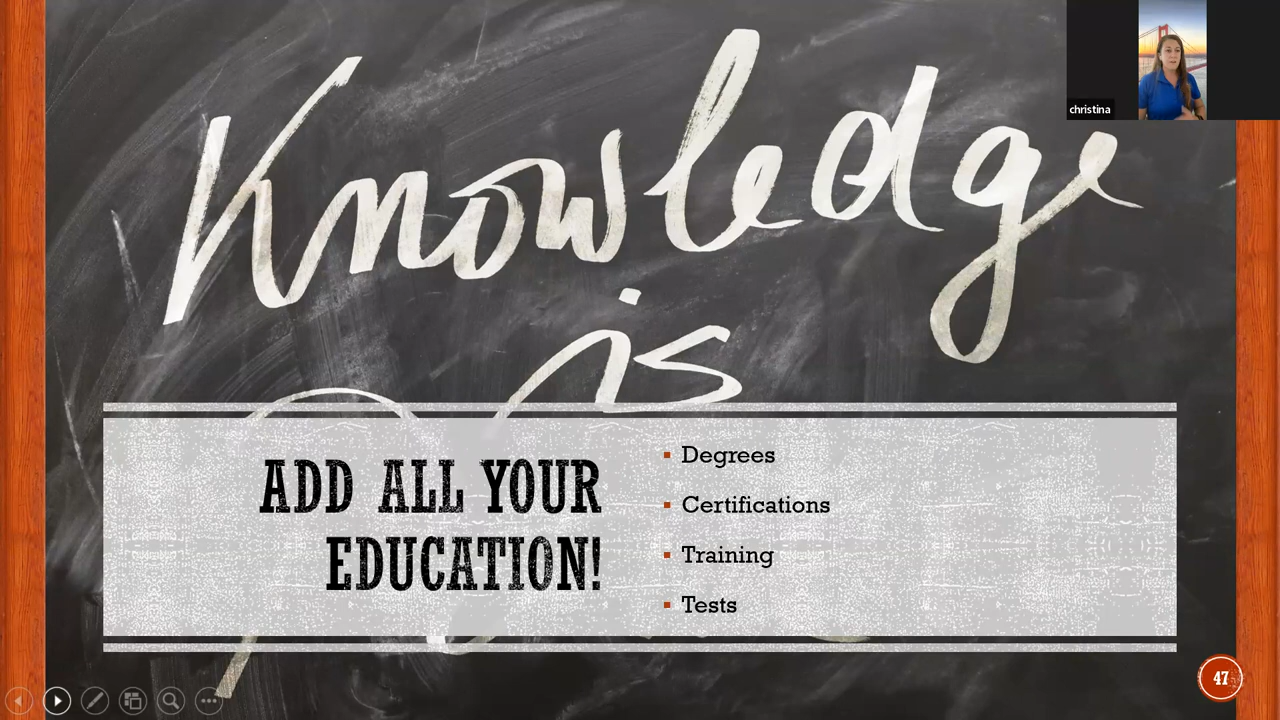 christina
Knowledge
is
ADD ALL YOUR
EDUCATION!
Degrees
Certifications
Training
Tests
47